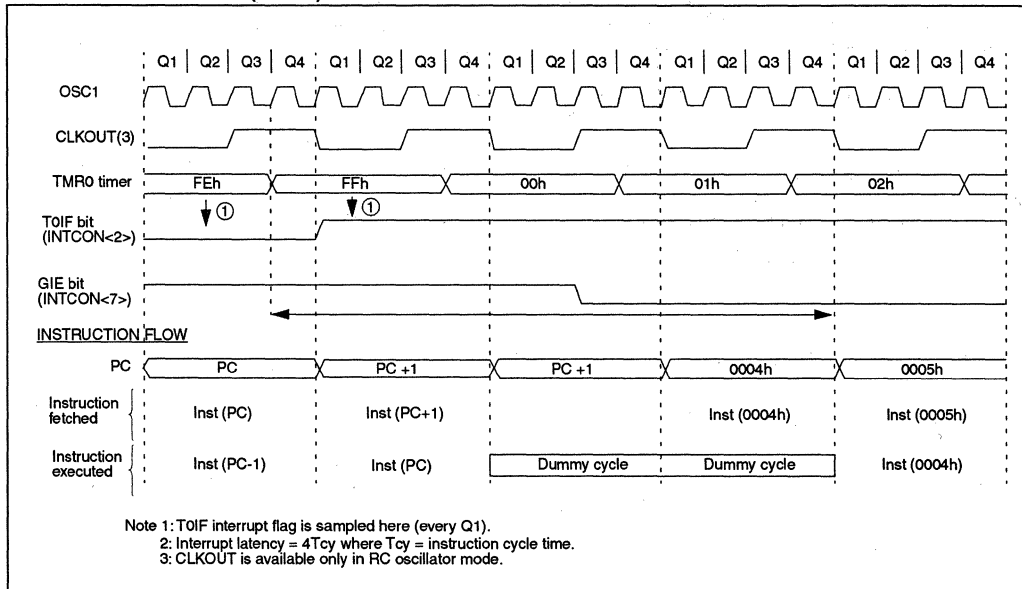 Q1 | Q2 | Q3 | Q4 | Q1 | Q2 | Q3 | Q4 | Q1 | Q2 | Q3 | Q4 | Q1 | Q2 | Q3 | Q4 | Q1 | Q2 | Q3 | Q4
OSC1
CLKOUT(3)
TMR0 timer FEh FFh 00h 01h 02h
① ①
T0IF bit
(INTCON<2>)
GIE bit
(INTCON<7>)
INSTRUCTION FLOW
PC PC PC +1 PC +1 0004h 0005h
Instruction
fetched Inst (PC) Inst (PC+1) Inst (0004h) Inst (0005h)
Instruction
executed Inst (PC-1) Inst (PC) Dummy cycle Dummy cycle Inst (0004h)
Note 1: T0IF interrupt flag is sampled here (every Q1).
2: Interrupt latency = 4Tcy where Tcy = instruction cycle time.
3: CLKOUT is available only in RC oscillator mode.